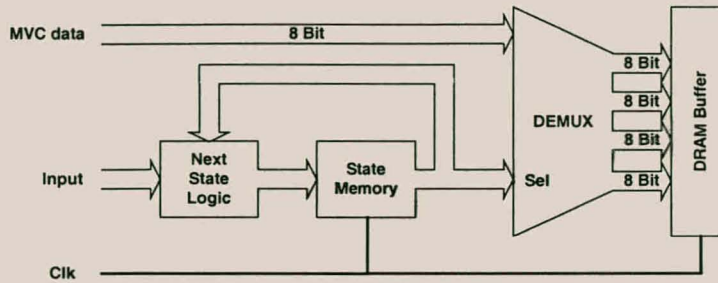 MVC data
8 Bit
8 Bit
8 Bit
DEMUX
8 Bit
8 Bit
DRAM Buffer
Input
Next
State
Logic
State
Memory
Sel
Clk